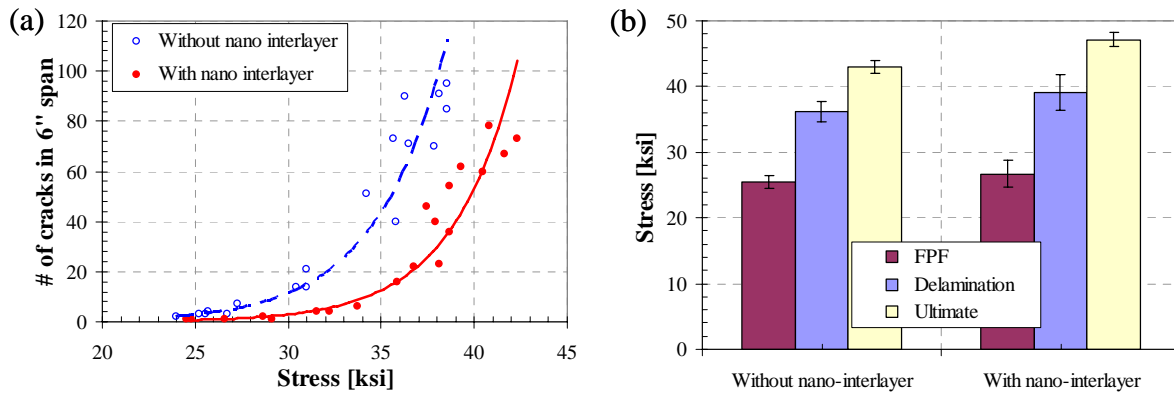 (a)
120
100
80
60
40
20
0
Without nano interlayer
With nano interlayer
# of cracks in 6" span
20
25
30
35
40
45
Stress [ksi]
(b)
50
40
30
20
10
0
Stress [ksi]
FPF
Delamination
Ultimate
Without nano-interlayer
With nano-interlayer